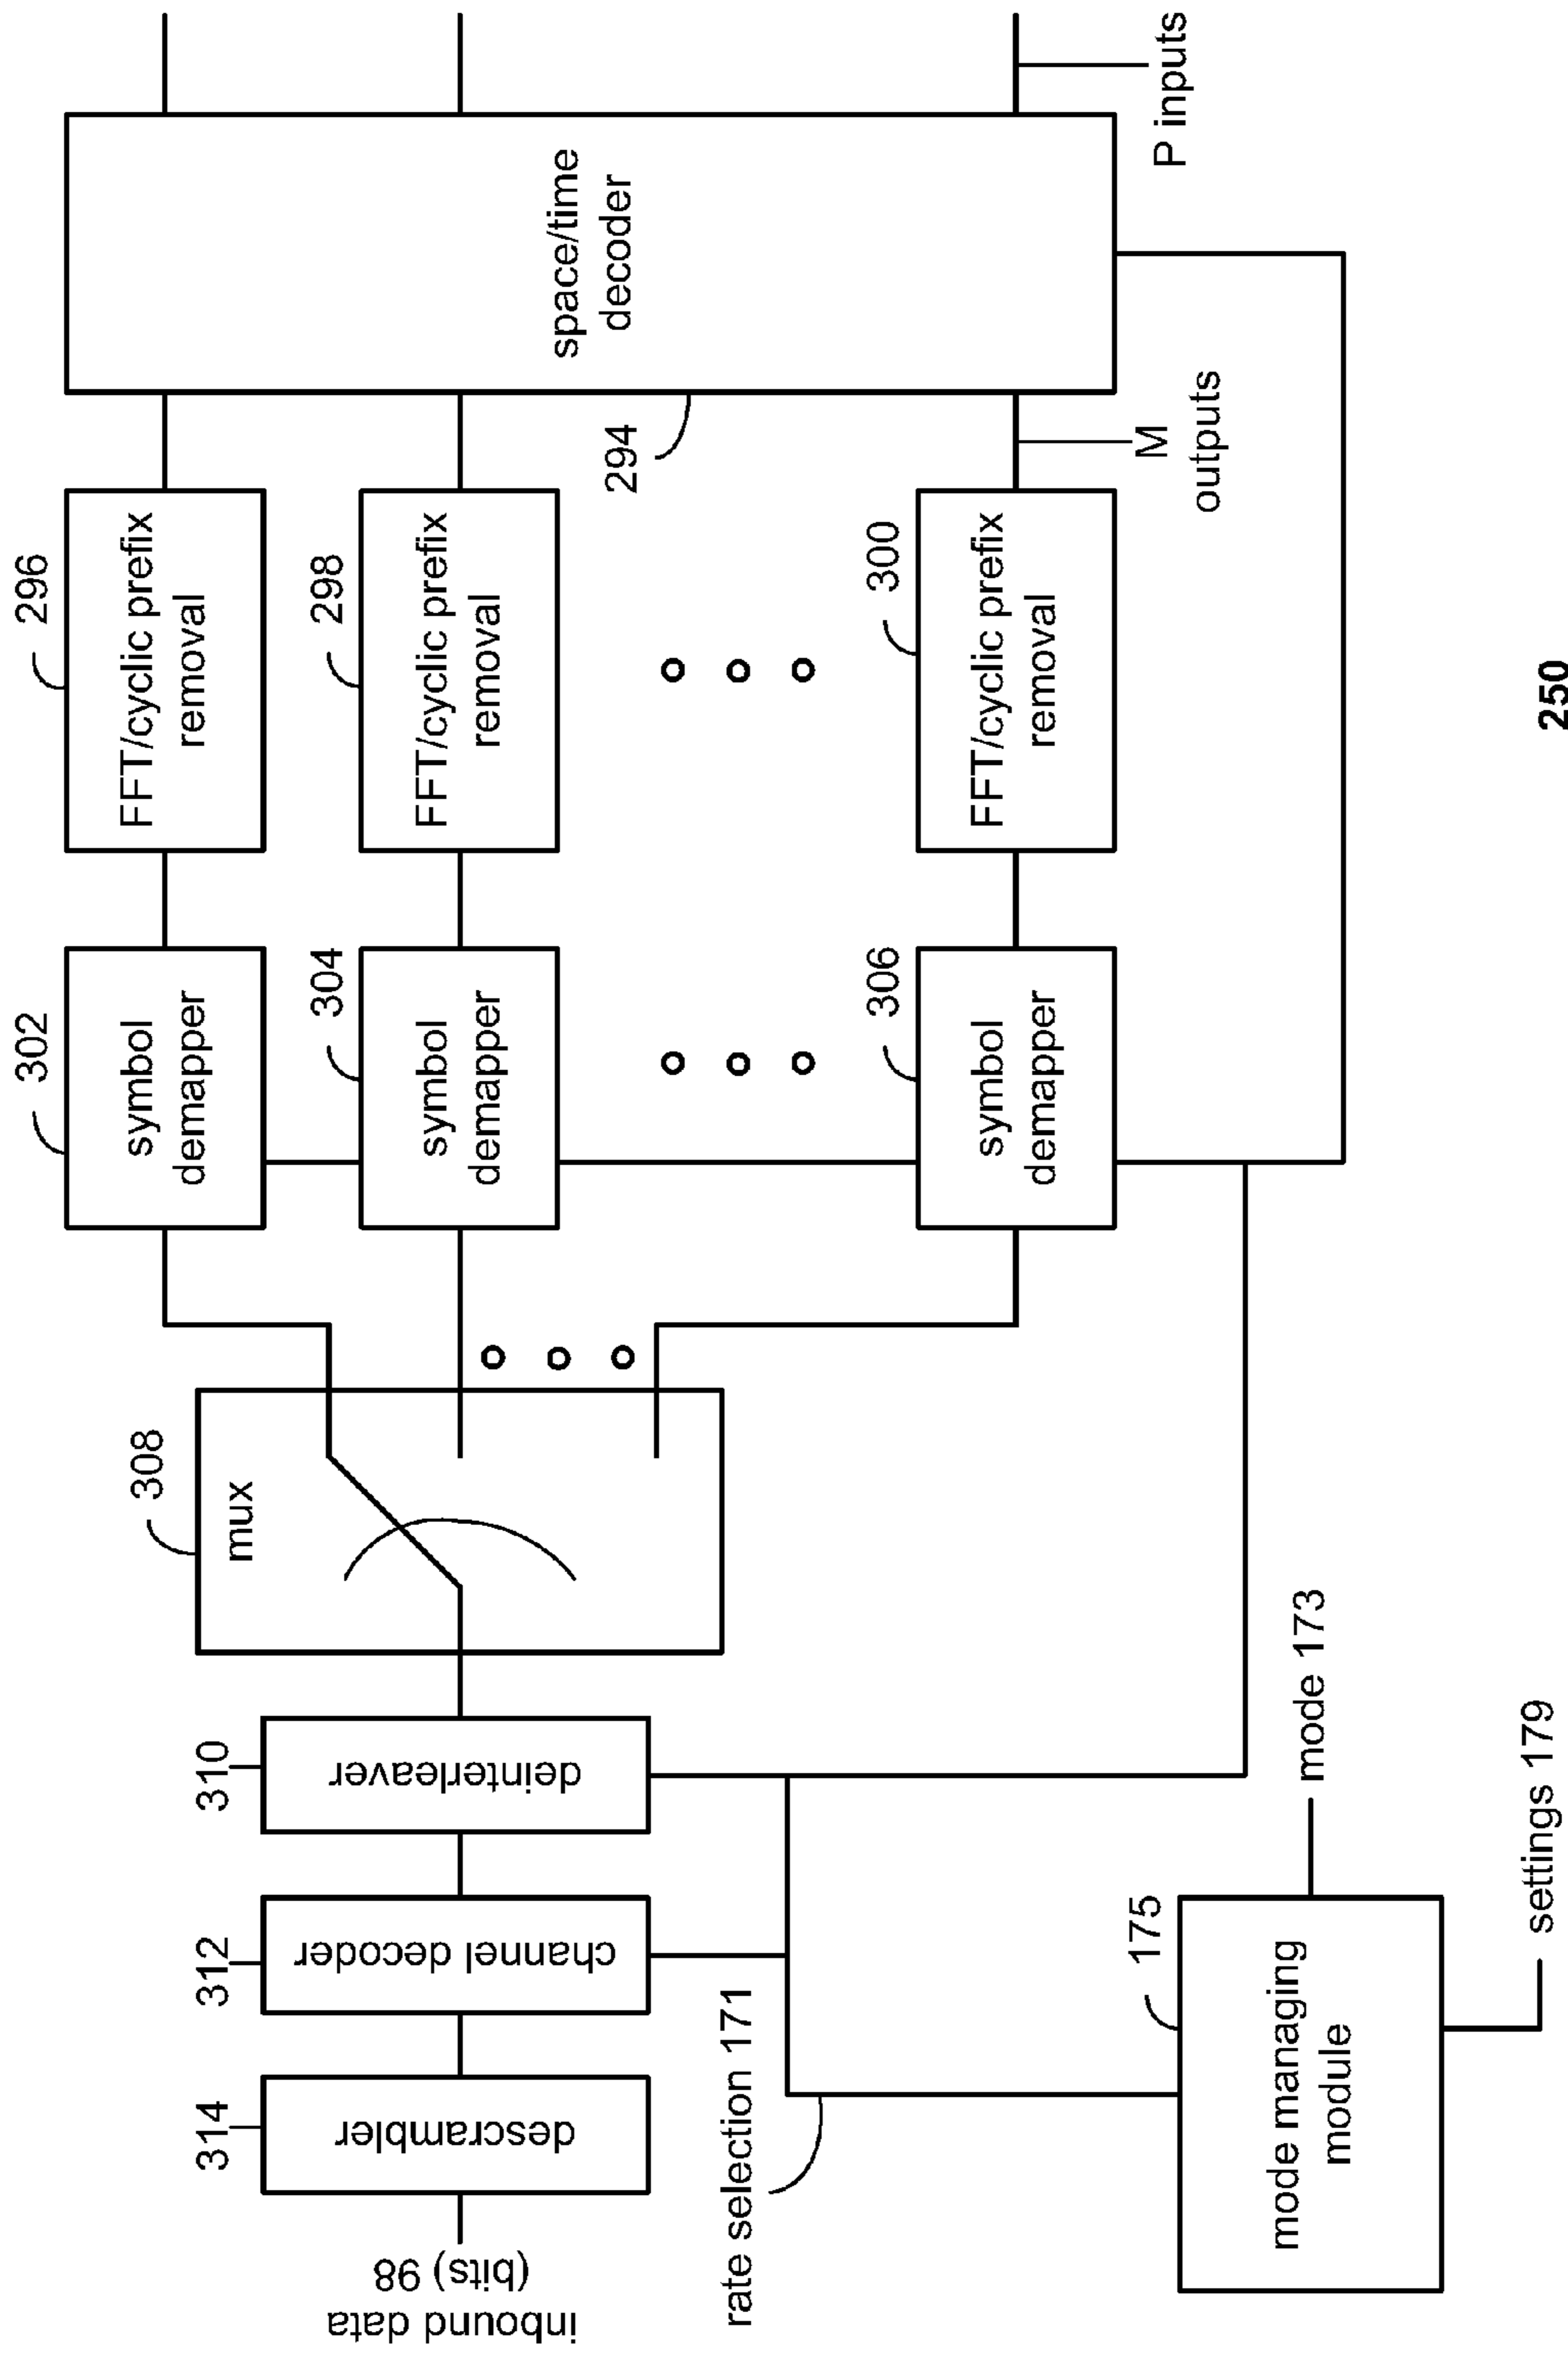 302
296
symbol
demapper
FFT/cyclic prefix
removal
308
mux
304
298
symbol
demapper
FFT/cyclic prefix
removal
space/time
decoder
314
312
310
descrambler
channel decoder
deinterleaver
inbound data
(bits) 98
294
306
300
symbol
demapper
FFT/cyclic prefix
removal
M
outputs
P inputs
rate selection 171
175
mode managing
module
mode 173
settings 179
250